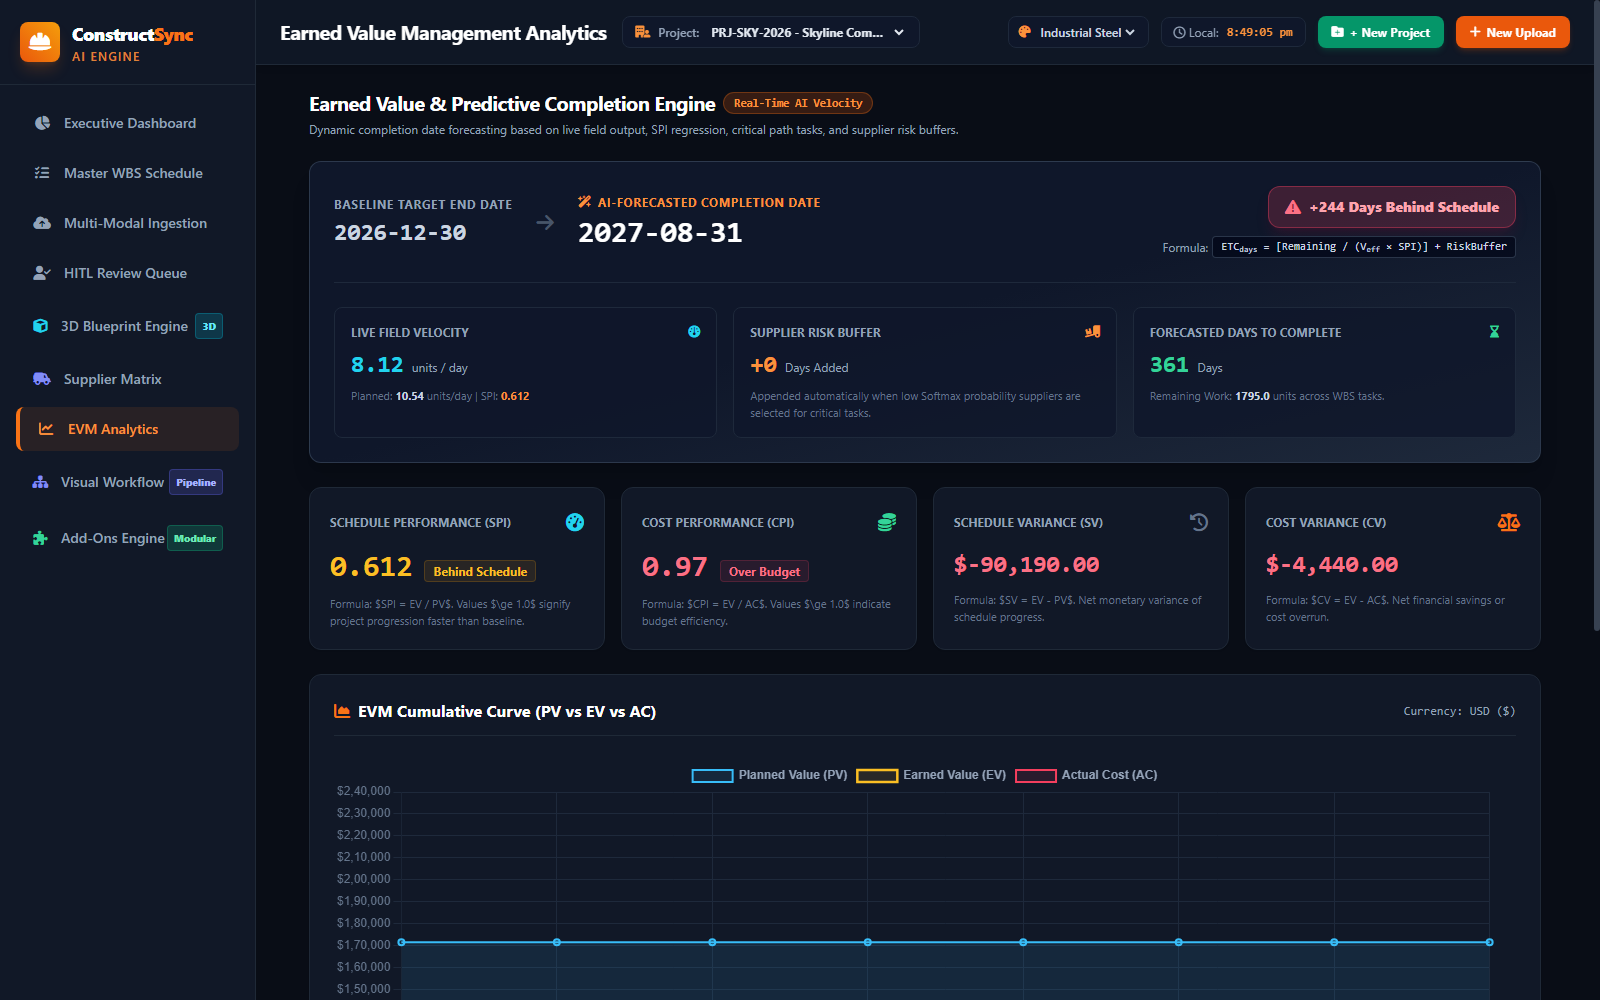 ConstructSync
AI ENGINE
Executive Dashboard
Master WBS Schedule
Multi-Modal Ingestion
HITL Review Queue
3D Blueprint Engine 3D
Supplier Matrix
EVM Analytics
Visual Workflow Pipeline
Add-Ons Engine Modular
Earned Value Management Analytics
Project: PRJ-SKY-2026 - Skyline Com...
Industrial Steel
Local: 8:49:05 pm
+ New Project
+ New Upload
Earned Value & Predictive Completion Engine Real-Time AI Velocity
Dynamic completion date forecasting based on live field output, SPI regression, critical path tasks, and supplier risk buffers.
BASELINE TARGET END DATE
2026-12-30
AI-FORECASTED COMPLETION DATE
2027-08-31
+244 Days Behind Schedule
Formula: ETCdays = [Remaining / (Veff × SPI)] + RiskBuffer
LIVE FIELD VELOCITY
8.12 units / day
Planned: 10.54 units/day | SPI: 0.612
SUPPLIER RISK BUFFER
+0 Days Added
Appended automatically when low Softmax probability suppliers are
selected for critical tasks.
FORECASTED DAYS TO COMPLETE
361 Days
Remaining Work: 1795.0 units across WBS tasks.
SCHEDULE PERFORMANCE (SPI)
0.612 Behind Schedule
Formula: $SPI = EV / PV$. Values $\ge 1.0$ signify
project progression faster than baseline.
COST PERFORMANCE (CPI)
0.97 Over Budget
Formula: $CPI = EV / AC$. Values $\ge 1.0$ indicate
budget efficiency.
SCHEDULE VARIANCE (SV)
$-90,190.00
Formula: $SV = EV - PV$. Net monetary variance of
schedule progress.
COST VARIANCE (CV)
$-4,440.00
Formula: $CV = EV - AC$. Net financial savings or
cost overrun.
EVM Cumulative Curve (PV vs EV vs AC)
Currency: USD ($)
Planned Value (PV) Earned Value (EV) Actual Cost (AC)
$2,40,000
$2,30,000
$2,20,000
$2,10,000
$2,00,000
$1,90,000
$1,80,000
$1,70,000
$1,60,000
$1,50,000